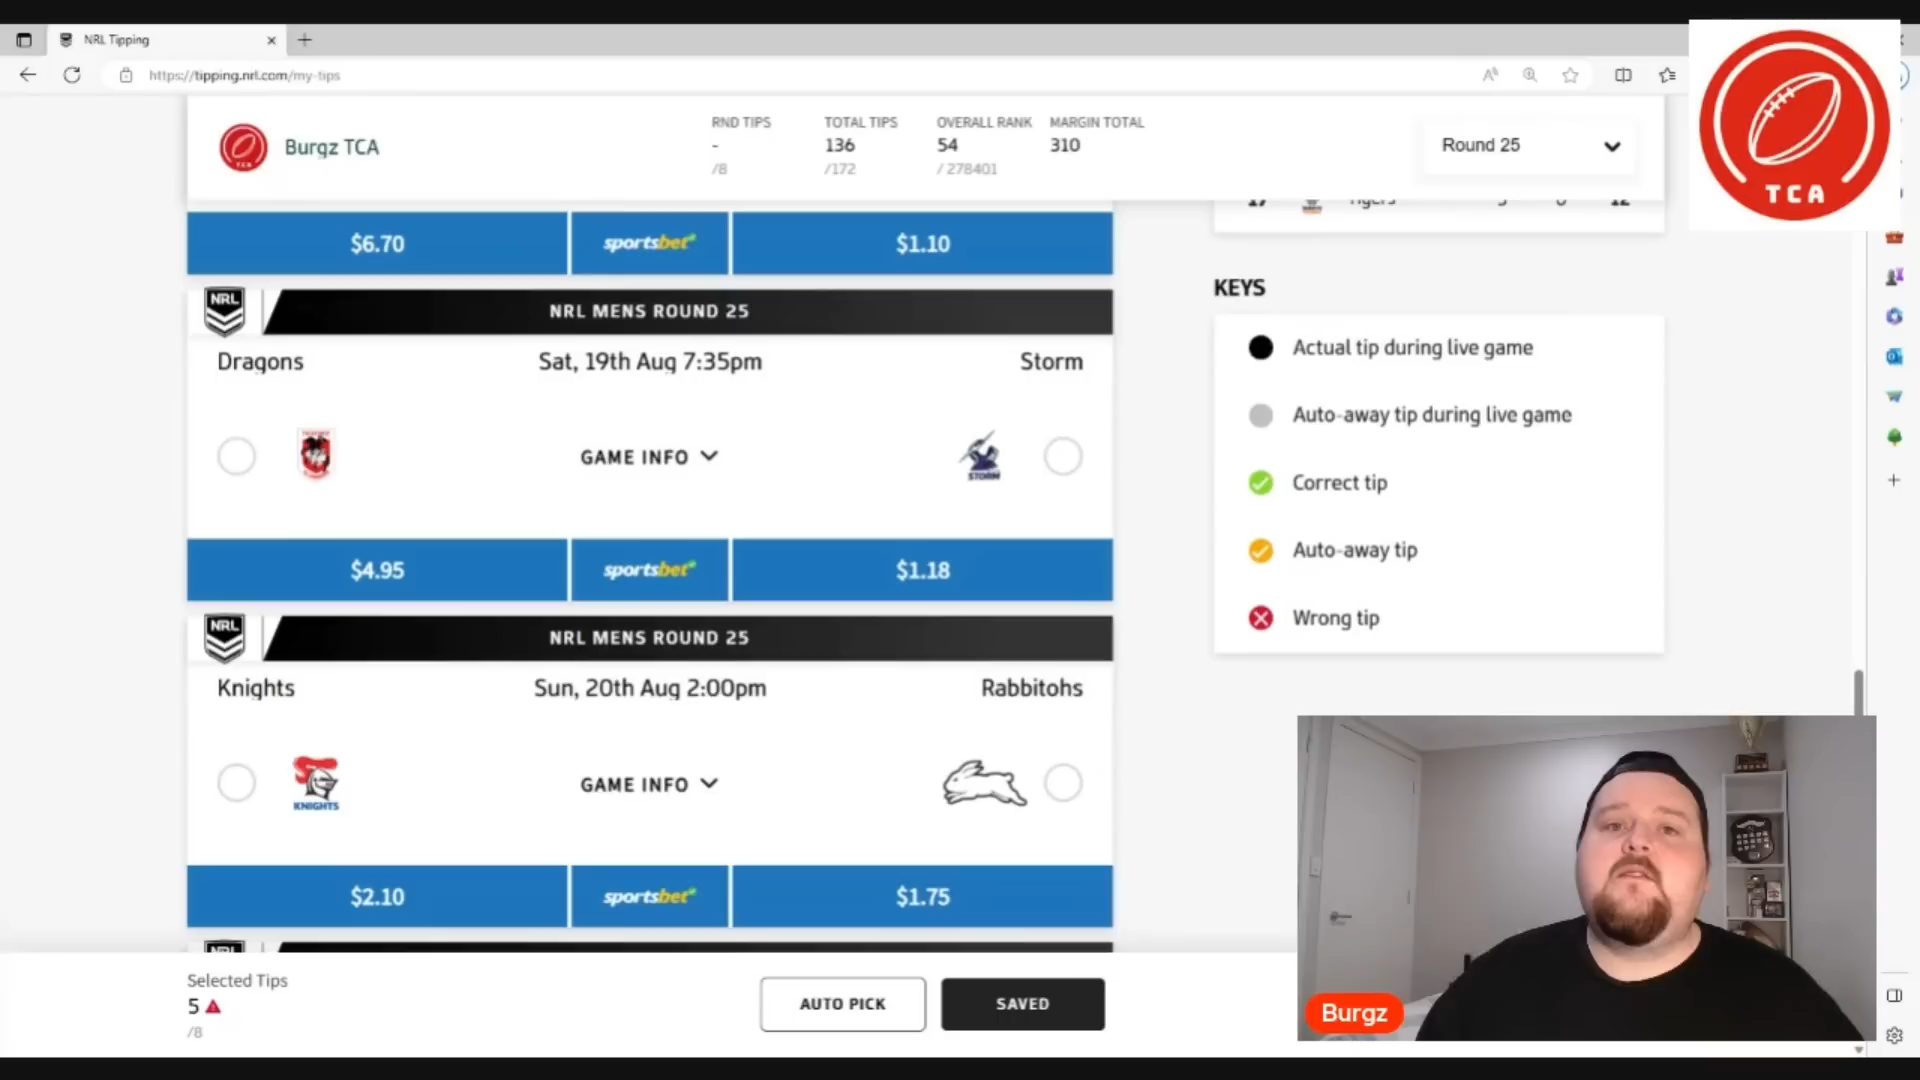 NRL Tipping
https://tipping.nrl.com/my-tips
TCA
Burgz TCA
RND TIPS
-
/8
TOTAL TIPS
136
/172
OVERALL RANK
54
/ 278401
MARGIN TOTAL
310
Round 25
17 Tigers 12
$6.70 sportsbet $1.10
NRL NRL MENS ROUND 25
Dragons Sat, 19th Aug 7:35pm Storm
GAME INFO STORM
$4.95 sportsbet $1.18
NRL NRL MENS ROUND 25
Knights Sun, 20th Aug 2:00pm Rabbitohs
KNIGHTS GAME INFO
$2.10 sportsbet $1.75
NRL
KEYS
Actual tip during live game
Auto-away tip during live game
Correct tip
Auto-away tip
Wrong tip
Selected Tips
5
/8
AUTO PICK SAVED
Burgz